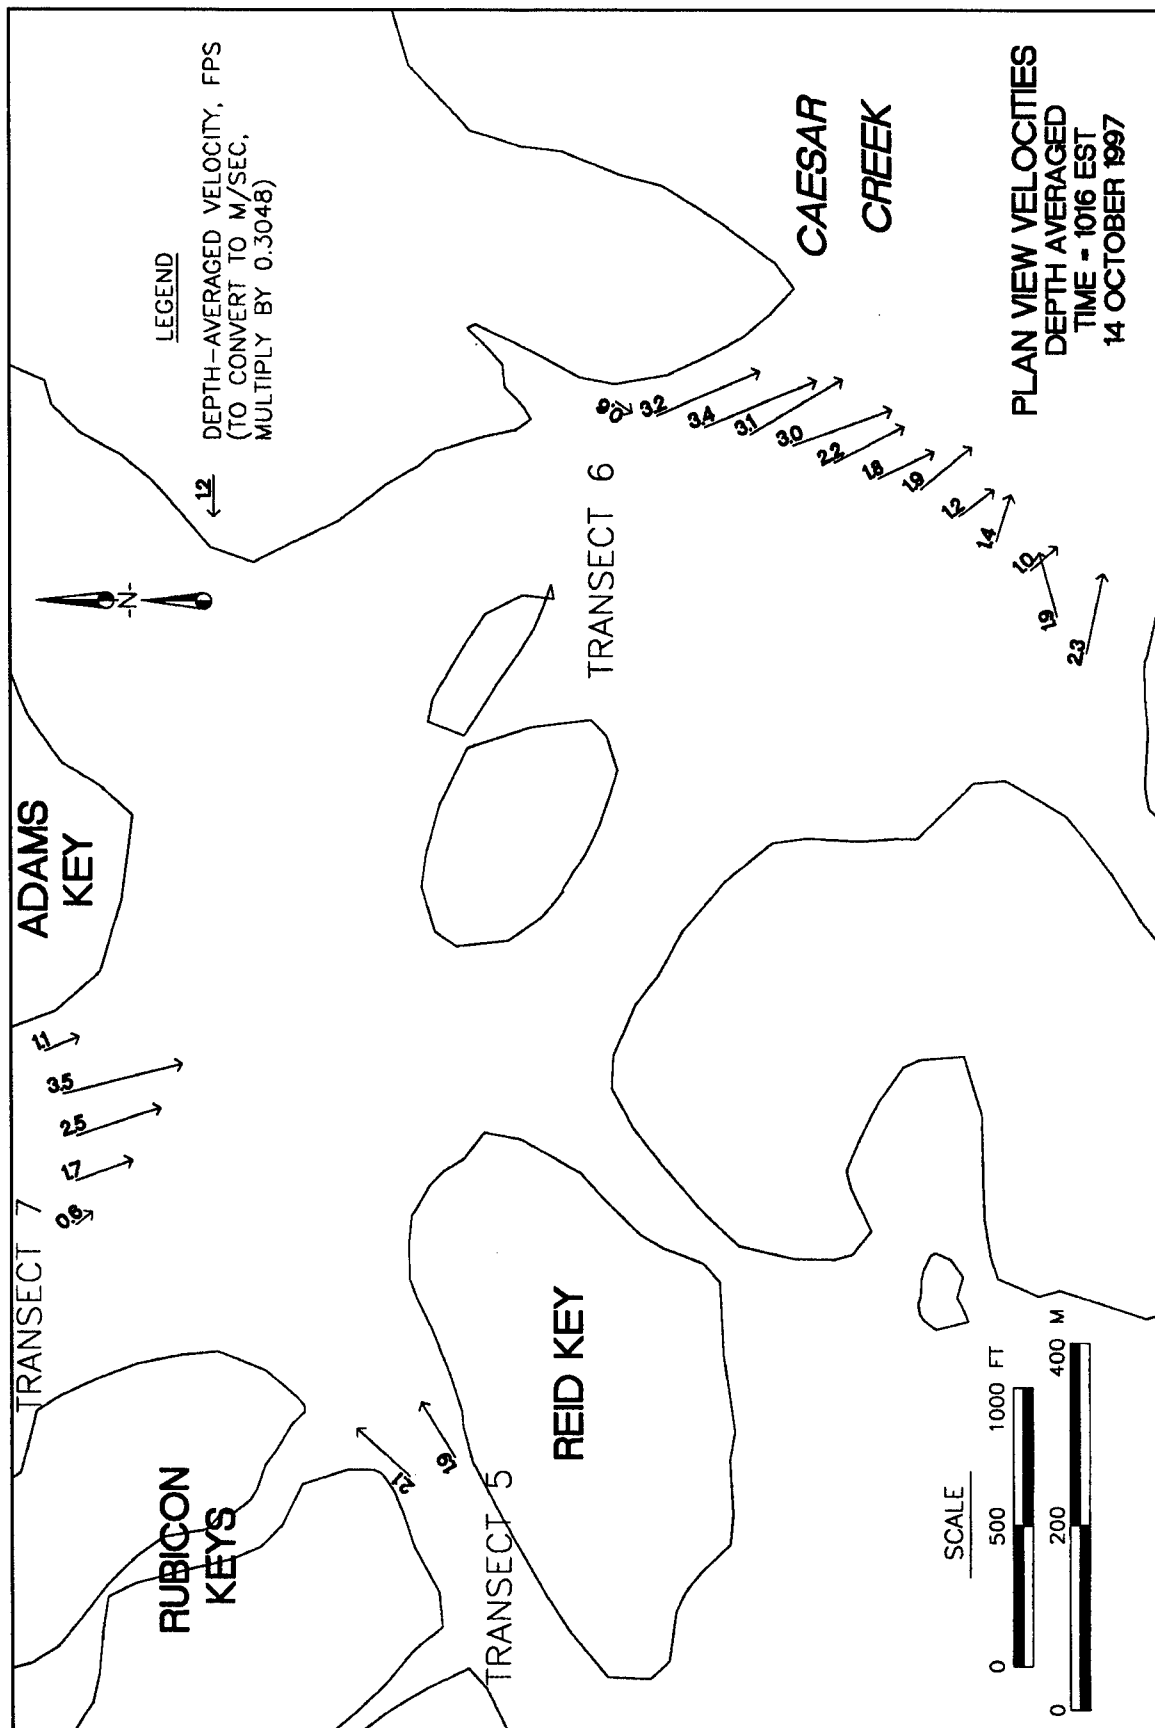 TRANSECT 7
0.6
1.7
2.5
3.5
1.1
ADAMS
KEY
-N-
LEGEND
1.2
DEPTH-AVERAGED VELOCITY, FPS
(TO CONVERT TO M/SEC,
MULTIPLY BY 0.3048)
RUBICON
KEYS
2.1
1.9
TRANSECT 5
REID KEY
TRANSECT 6
0.9
3.2
3.4
3.1
3.0
2.2
1.8
1.9
1.2
1.4
1.0
1.9
2.3
CAESAR
CREEK
SCALE
0 500 1000 FT
0 200 400 M
PLAN VIEW VELOCITIES
DEPTH AVERAGED
TIME = 1016 EST
14 OCTOBER 1997